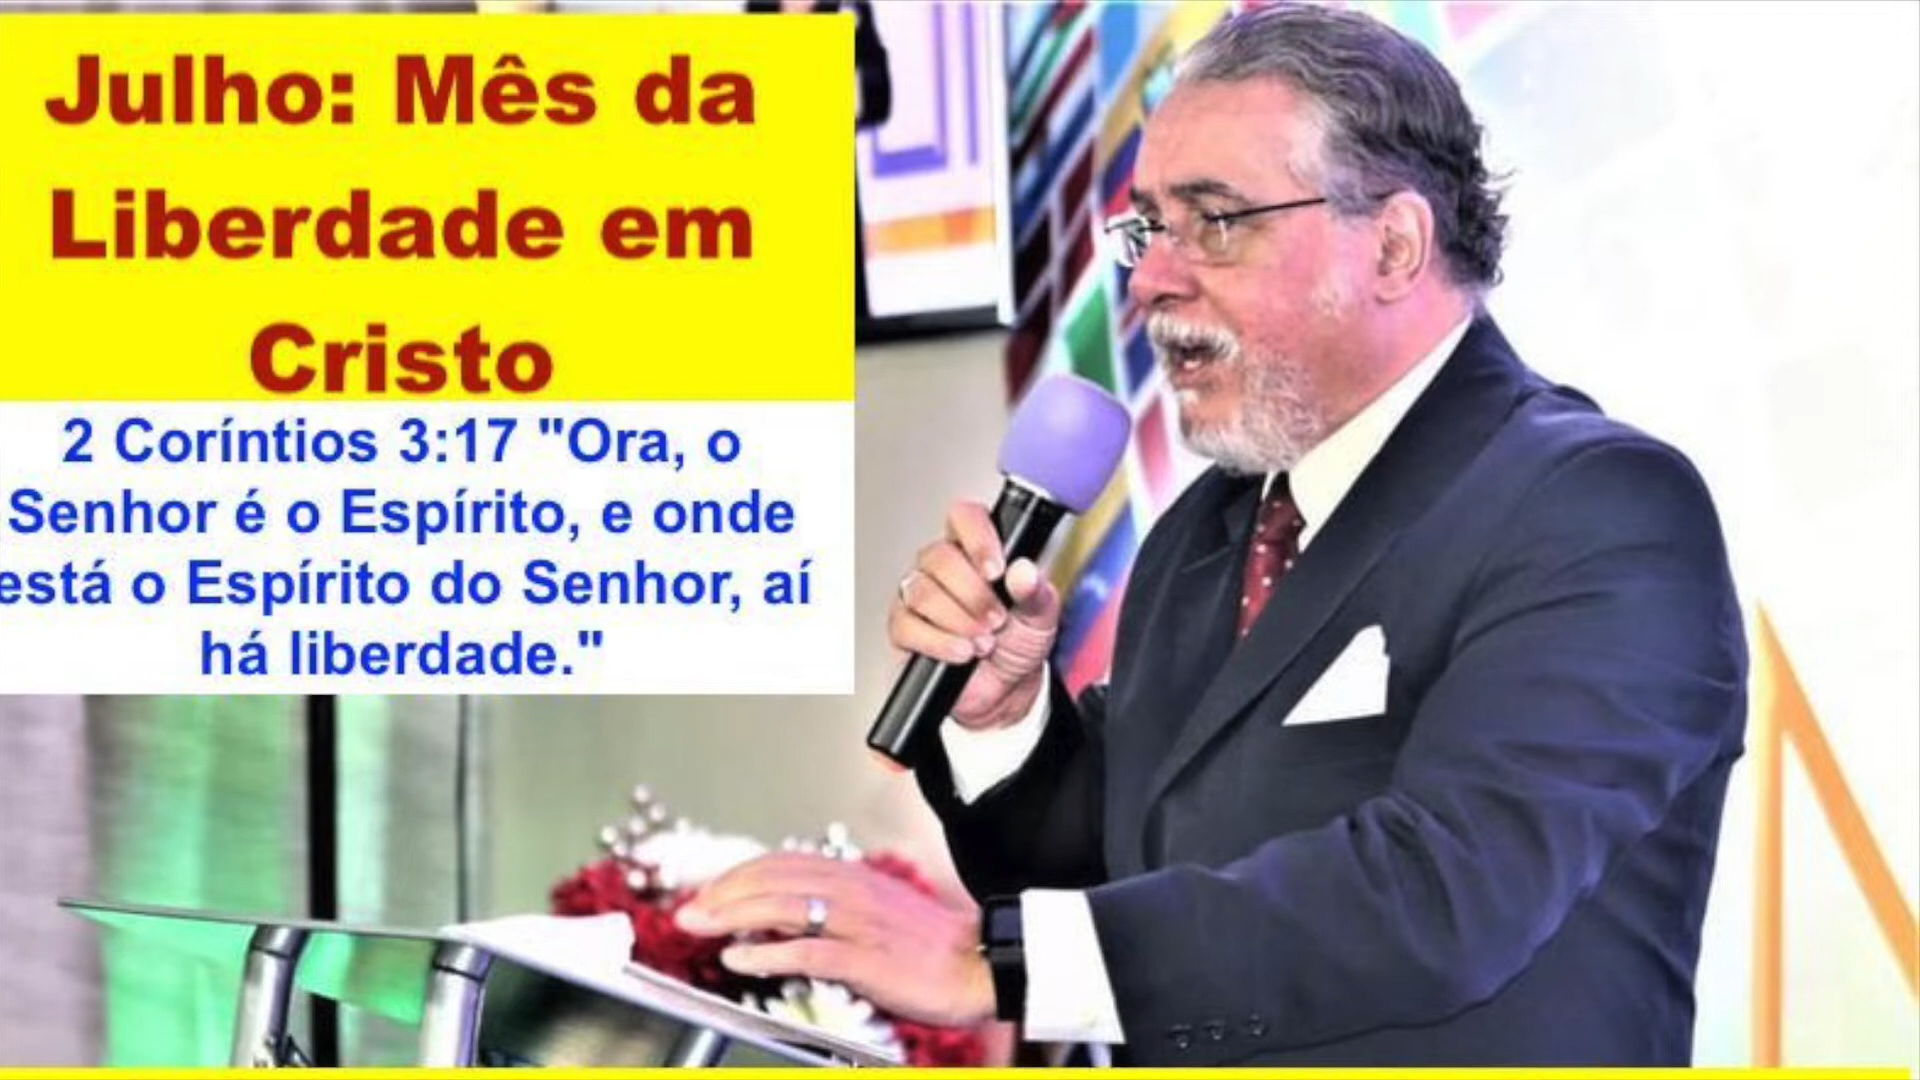 Julho: Mês da
Liberdade em
Cristo
2 Coríntios 3:17 "Ora, o
Senhor é o Espírito, e onde
está o Espírito do Senhor, aí
há liberdade."